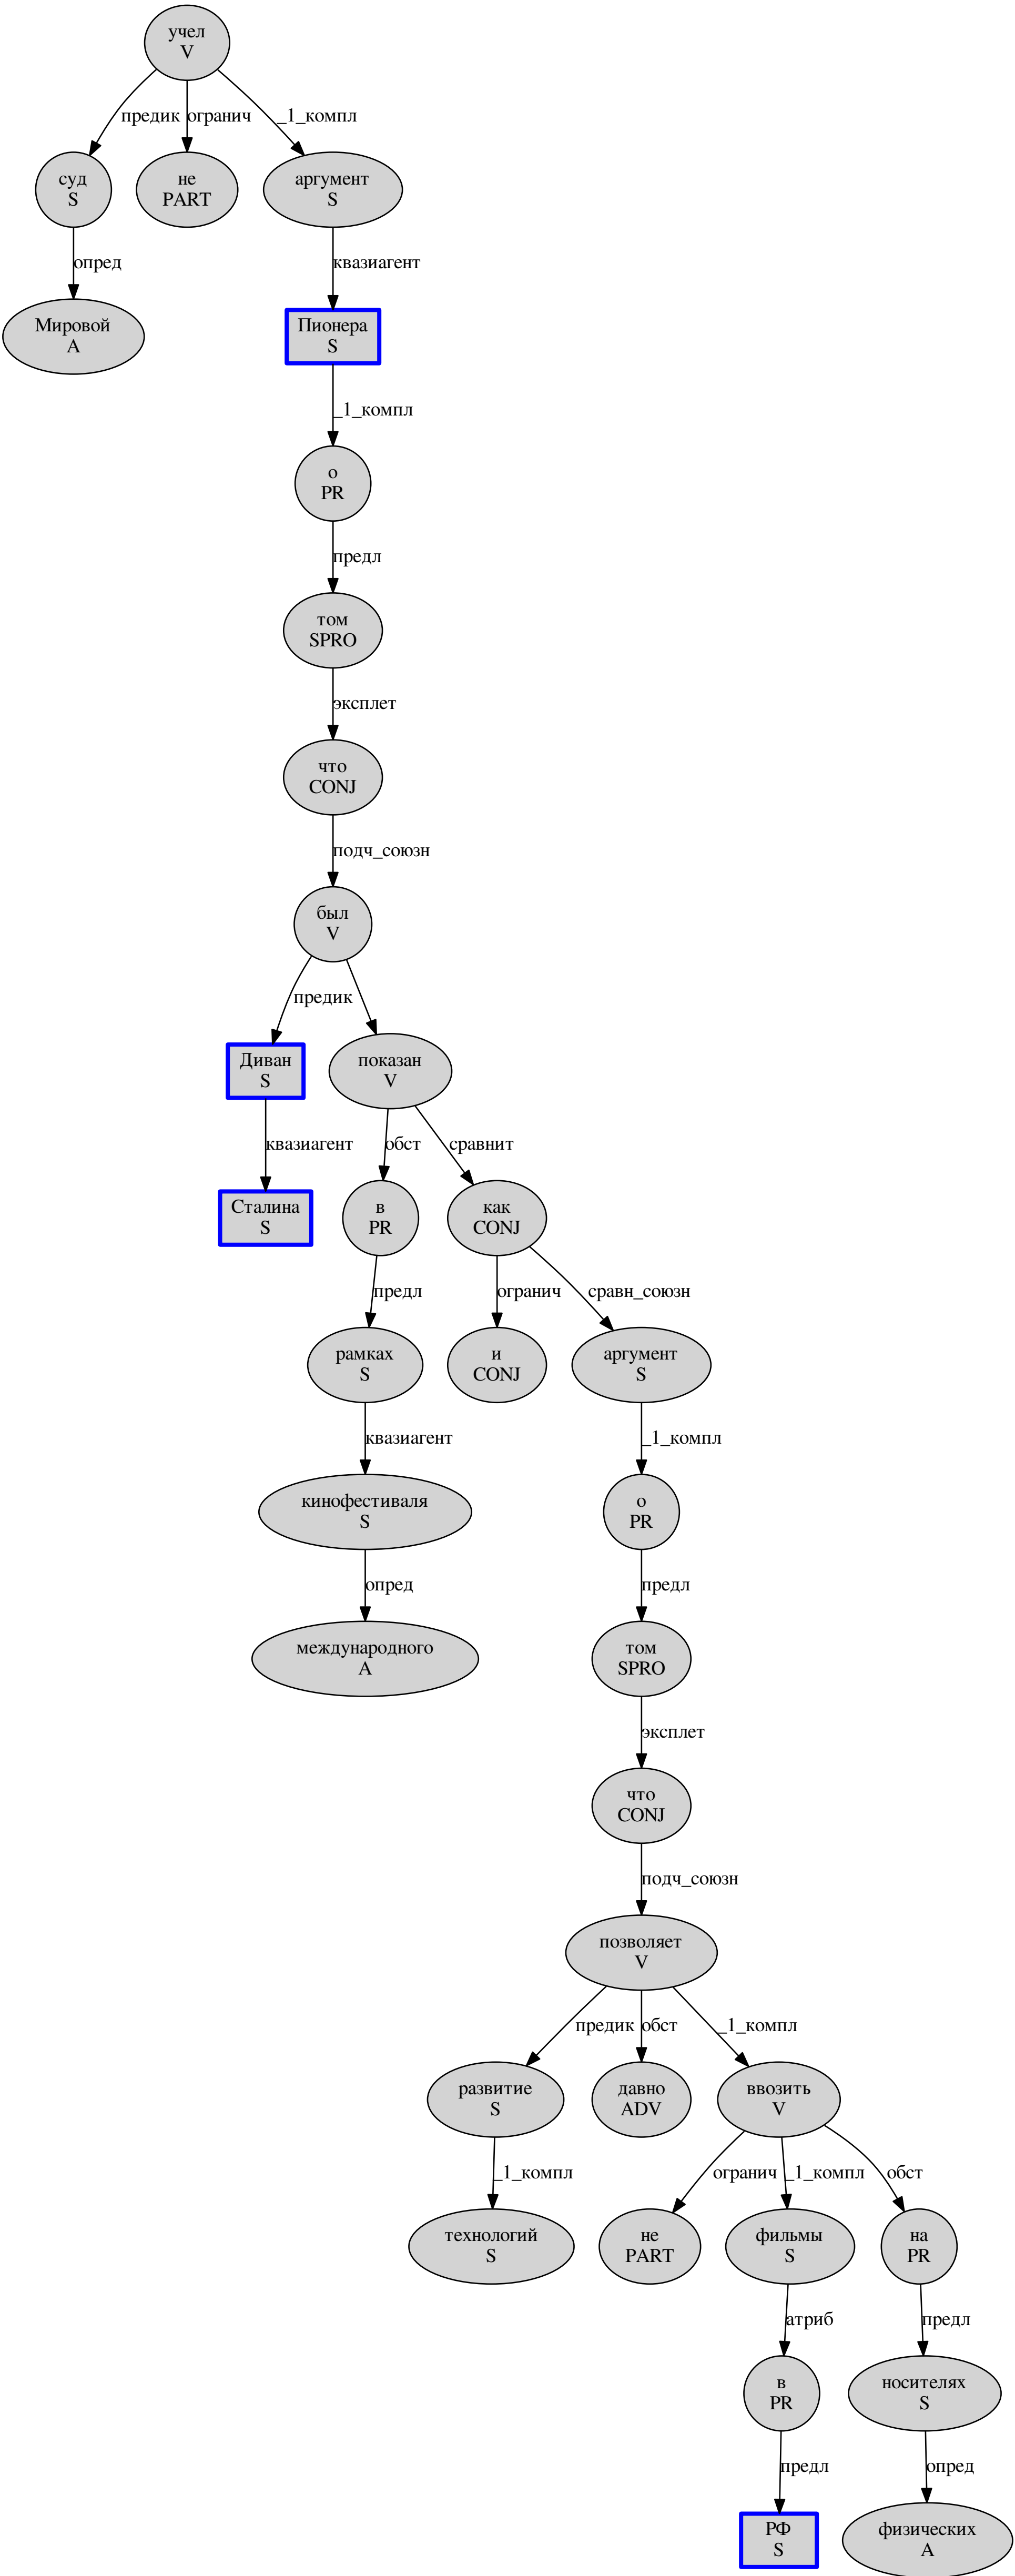 учел
V
предик
огранич
_1_компл
суд
S
не
PART
аргумент
S
опред
квазиагент
Мировой
A
Пионера
S
_1_компл
о
PR
предл
том
SPRO
эксплет
что
CONJ
подч_союзн
был
V
предик
Диван
S
показан
V
квазиагент
обст
сравнит
Сталина
S
в
PR
как
CONJ
предл
огранич
сравн_союзн
рамках
S
и
CONJ
аргумент
S
квазиагент
_1_компл
кинофестиваля
S
о
PR
опред
предл
международного
A
том
SPRO
эксплет
что
CONJ
подч_союзн
позволяет
V
предик
обст
_1_компл
развитие
S
давно
ADV
ввозить
V
_1_компл
огранич
_1_компл
обст
технологий
S
не
PART
фильмы
S
на
PR
атриб
предл
в
PR
носителях
S
предл
опред
РФ
S
физических
A